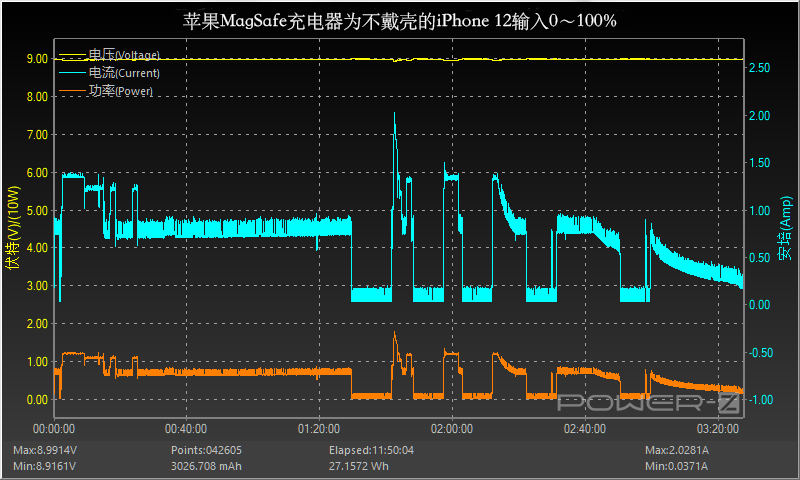 苹果MagSafe充电器为不戴壳的iPhone 12输入0～100%
电压(Voltage)
电流(Current)
功率(Power)
9.00
8.00
7.00
6.00
5.00
4.00
3.00
2.00
1.00
0.00
伏特(V)/(10W)
2.50
2.00
1.50
1.00
0.50
0.00
-0.50
-1.00
安培(Amp)
POWER-Z
00:00:00 00:40:00 01:20:00 02:00:00 02:40:00 03:20:00
Max:8.9914V Points:042605 Elapsed:11:50:04 Max:2.0281A
Min:8.9161V 3026.708 mAh 27.1572 Wh Min:0.0371A